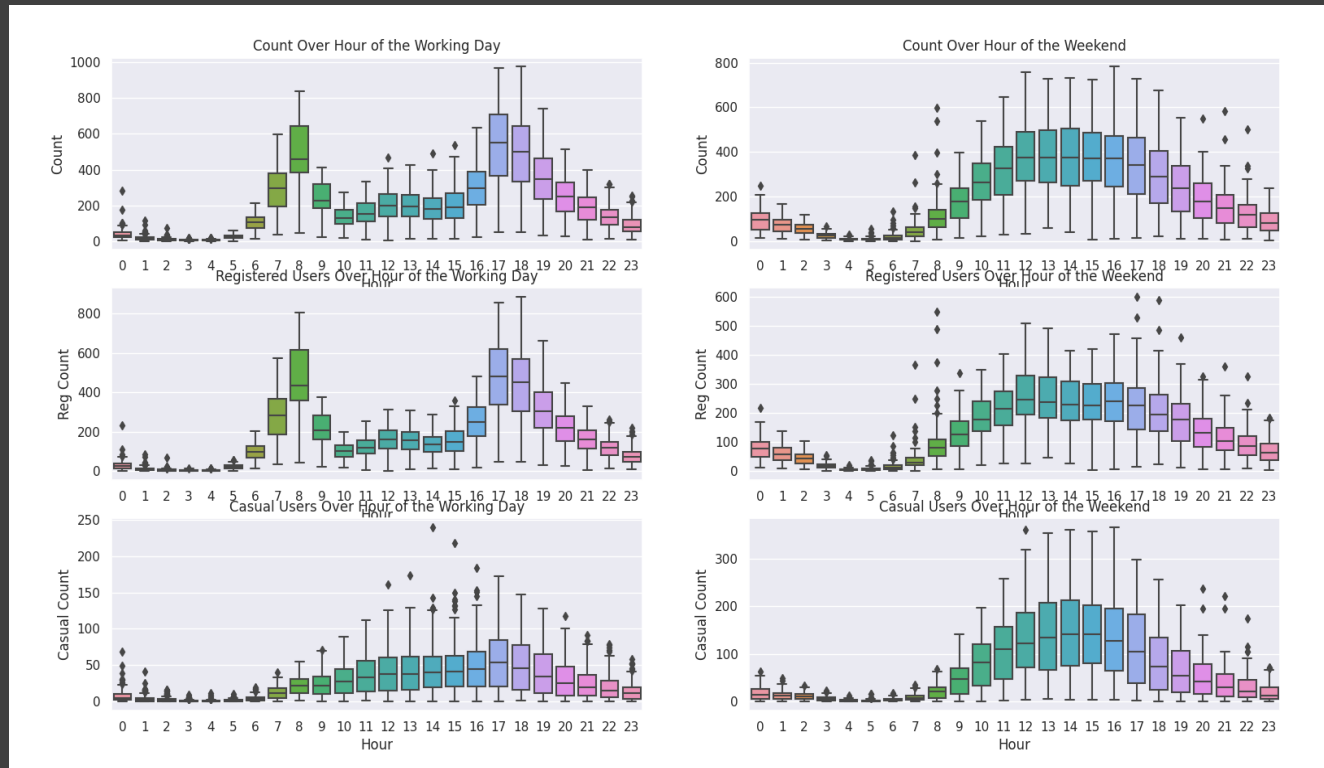 Count Over Hour of the Working Day
Count
1000
800
600
400
200
0
0 1 2 3 4 5 6 7 8 9 10 11 12 13 14 15 16 17 18 19 20 21 22 23
Hour
Count Over Hour of the Weekend
Count
800
600
400
200
0
0 1 2 3 4 5 6 7 8 9 10 11 12 13 14 15 16 17 18 19 20 21 22 23
Hour
Registered Users Over Hour of the Working Day
Reg Count
800
600
400
200
0
0 1 2 3 4 5 6 7 8 9 10 11 12 13 14 15 16 17 18 19 20 21 22 23
Hour
Registered Users Over Hour of the Weekend
Reg Count
600
500
400
300
200
100
0
0 1 2 3 4 5 6 7 8 9 10 11 12 13 14 15 16 17 18 19 20 21 22 23
Hour
Casual Users Over Hour of the Working Day
Casual Count
250
200
150
100
50
0
0 1 2 3 4 5 6 7 8 9 10 11 12 13 14 15 16 17 18 19 20 21 22 23
Hour
Casual Users Over Hour of the Weekend
Casual Count
300
200
100
0
0 1 2 3 4 5 6 7 8 9 10 11 12 13 14 15 16 17 18 19 20 21 22 23
Hour